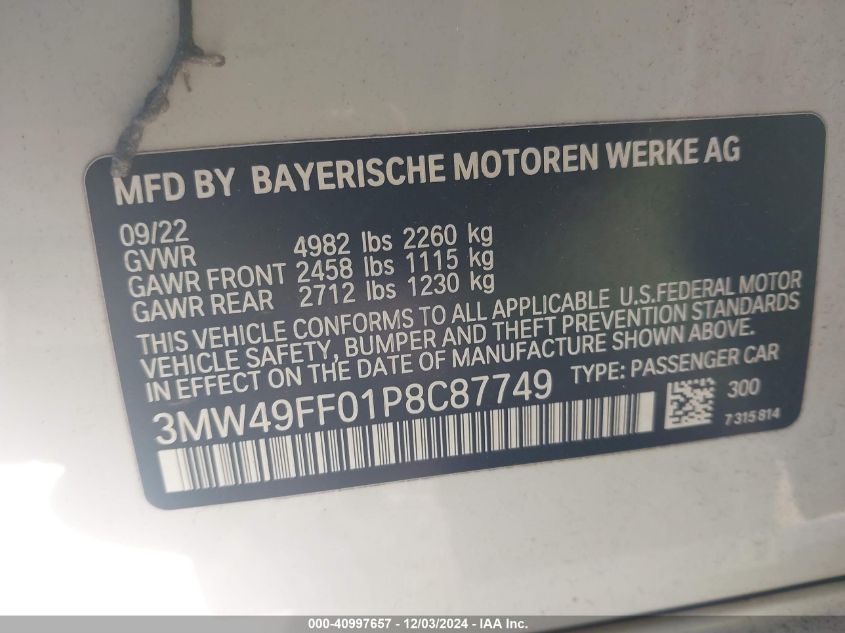 MFD BY BAYERISCHE MOTOREN WERKE AG
09/22
GVWR 4982 lbs 2260 kg
GAWR FRONT 2458 lbs 1115 kg
GAWR REAR 2712 lbs 1230 kg
THIS VEHICLE CONFORMS TO ALL APPLICABLE U.S.FEDERAL MOTOR
VEHICLE SAFETY, BUMPER AND THEFT PREVENTION STANDARDS
IN EFFECT ON THE DATE OF MANUFACTURE SHOWN ABOVE.
3MW49FF01P8C87749 TYPE: PASSENGER CAR
300
7 315 814
000-40997657 - 12/03/2024 - IAA Inc.